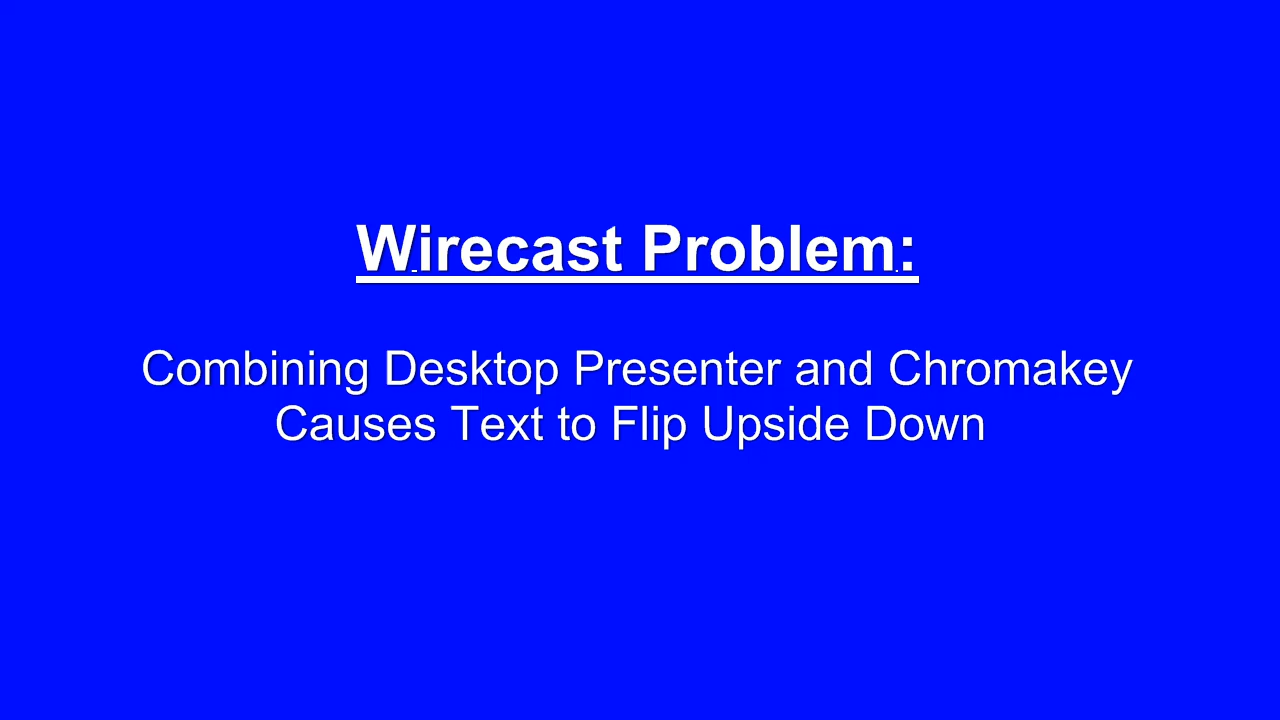 Wirecast Problem:
Combining Desktop Presenter and Chromakey
Causes Text to Flip Upside Down